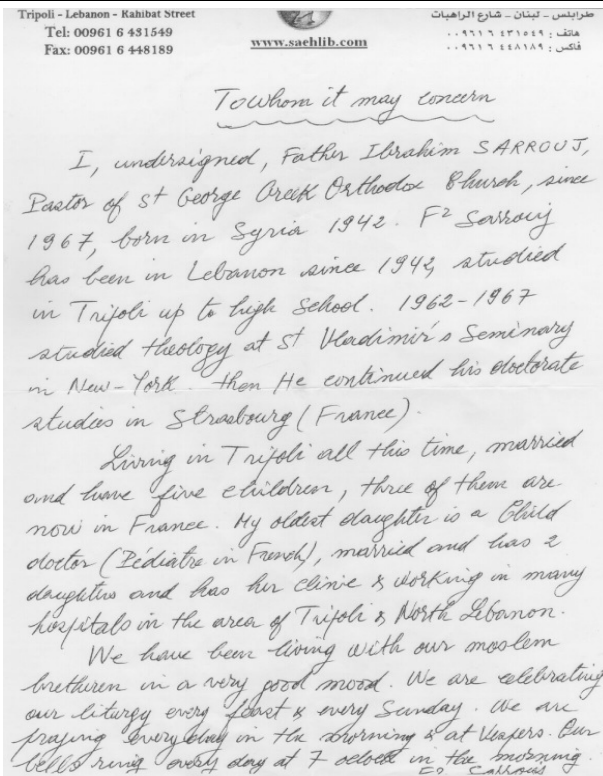 Tripoli - Lebanon - Rahibat Street
Tel: 00961 6 431549
Fax: 00961 6 448189
www.saehlib.com
طرابلس - لبنان - شارع الراهبات
هاتف : ٠٠٩٦١ ٦ ٤٣١٥٤٩
فاكس : ٠٠٩٦١ ٦ ٤٤٨١٨٩
To whom it may concern
I, undersigned, Father Ibrahim SARROUJ,
Pastor of St George Greek Orthodox Church, since
1967, born in Syria 1942. Fr Sarrouj
has been in Lebanon since 1942, studied
in Tripoli up to high School. 1962-1967
studied theology at St Vladimir's Seminary
in New-York. then He continued his doctorate
studies in Strasbourg (France).
Living in Tripoli all this time, married
and have five children, three of them are
now in France. My oldest daughter is a Child
doctor (Pédiatre in French), married and has 2
daughters and has her clinic & working in many
hospitals in the area of Tripoli & North Lebanon.
We have been living with our moslem
brethren in a very good mood. We are celebrating
our liturgy every feast & every Sunday. We are
praying everyday in the morning & at Vespers. Our
bells ring every day at 7 oclock in the morning.